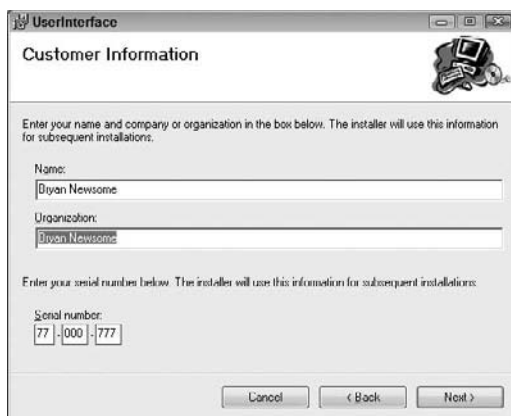 UserInterface
Customer Information
Enter your name and company or organization in the box below. The installer will use this information
for subsequent installations.
Name:
Bryan Newsome
Organization:
Bryan Newsome
Enter your serial number below. The installer will use this information for subsequent installations
Serial number:
77 - 000 - 777
Cancel < Back Next >